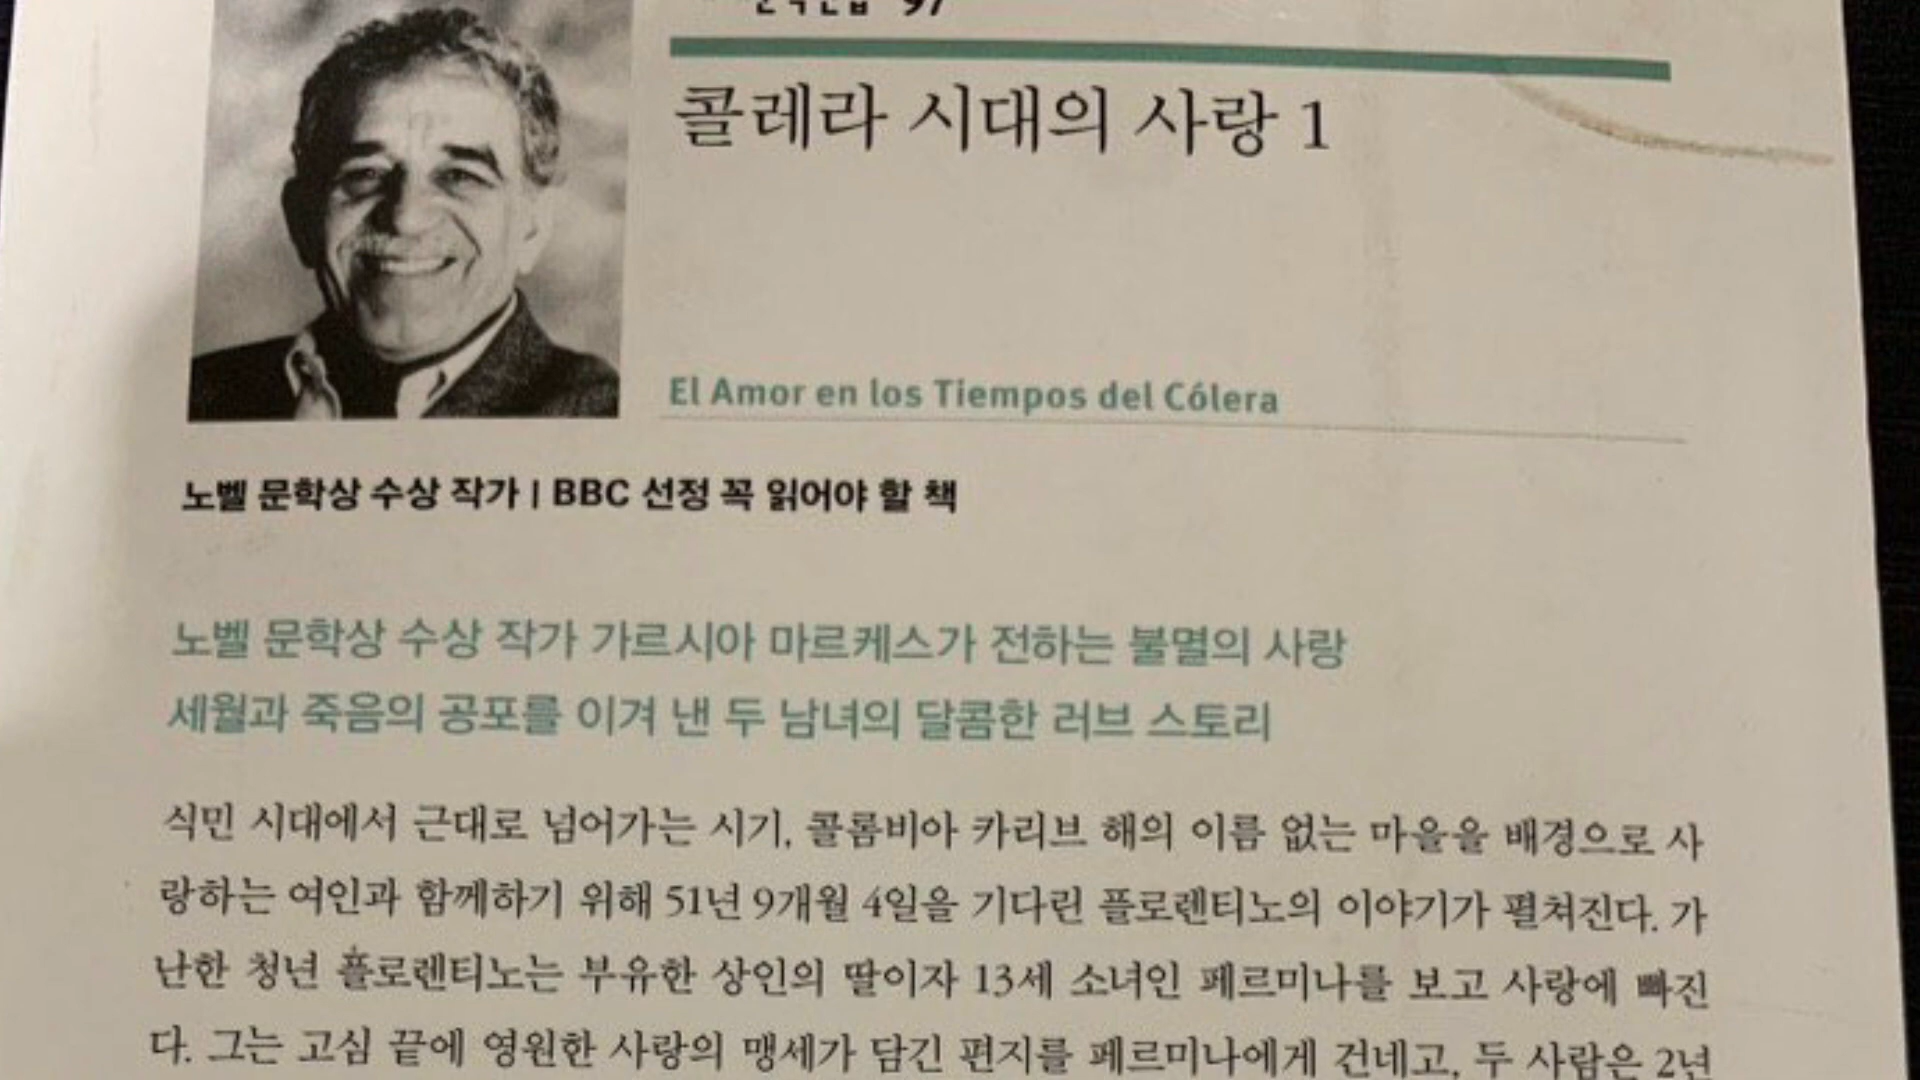 97
콜레라 시대의 사랑 1
El Amor en los Tiempos del Cólera
노벨 문학상 수상 작가 | BBC 선정 꼭 읽어야 할 책
노벨 문학상 수상 작가 가르시아 마르케스가 전하는 불멸의 사랑
세월과 죽음의 공포를 이겨 낸 두 남녀의 달콤한 러브 스토리
식민 시대에서 근대로 넘어가는 시기, 콜롬비아 카리브 해의 이름 없는 마을을 배경으로 사
랑하는 여인과 함께하기 위해 51년 9개월 4일을 기다린 플로렌티노의 이야기가 펼쳐진다. 가
난한 청년 플로렌티노는 부유한 상인의 딸이자 13세 소녀인 페르미나를 보고 사랑에 빠진
다. 그는 고심 끝에 영원한 사랑의 맹세가 담긴 편지를 페르미나에게 건네고, 두 사람은 2년